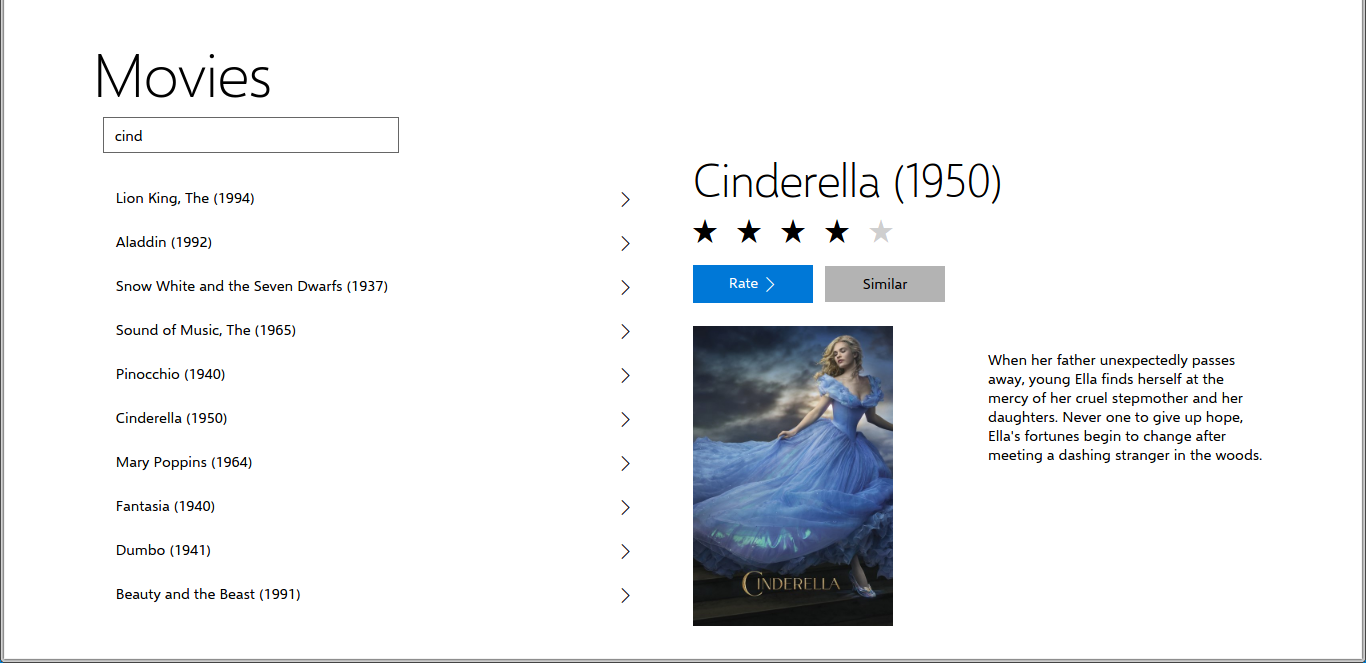 Movies
cind
Lion King, The (1994)
Aladdin (1992)
Snow White and the Seven Dwarfs (1937)
Sound of Music, The (1965)
Pinocchio (1940)
Cinderella (1950)
Mary Poppins (1964)
Fantasia (1940)
Dumbo (1941)
Beauty and the Beast (1991)
Cinderella (1950)
Rate
Similar
CINDERELLA
When her father unexpectedly passes
away, young Ella finds herself at the
mercy of her cruel stepmother and her
daughters. Never one to give up hope,
Ella's fortunes begin to change after
meeting a dashing stranger in the woods.